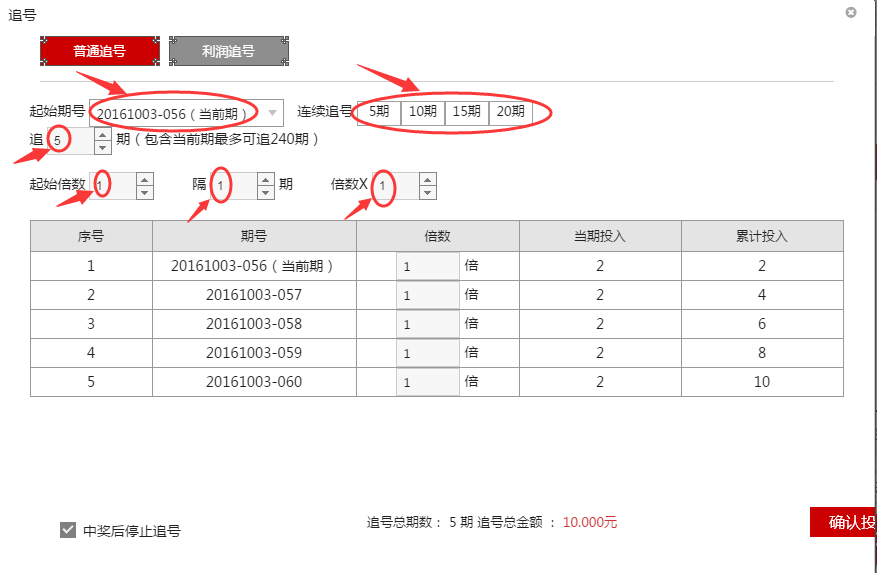 追号
普通追号 利润追号
起始期号 20161003-056（当前期） 连续追号 5期 10期 15期 20期
追 5 期（包含当前期最多可追240期）
起始倍数 1 隔 1 期 倍数X 1
序号 期号 倍数 当期投入 累计投入
1 20161003-056（当前期） 1 倍 2 2
2 20161003-057 1 倍 2 4
3 20161003-058 1 倍 2 6
4 20161003-059 1 倍 2 8
5 20161003-060 1 倍 2 10
追号总期数： 5 期 追号总金额 ： 10.000元
中奖后停止追号
确认投